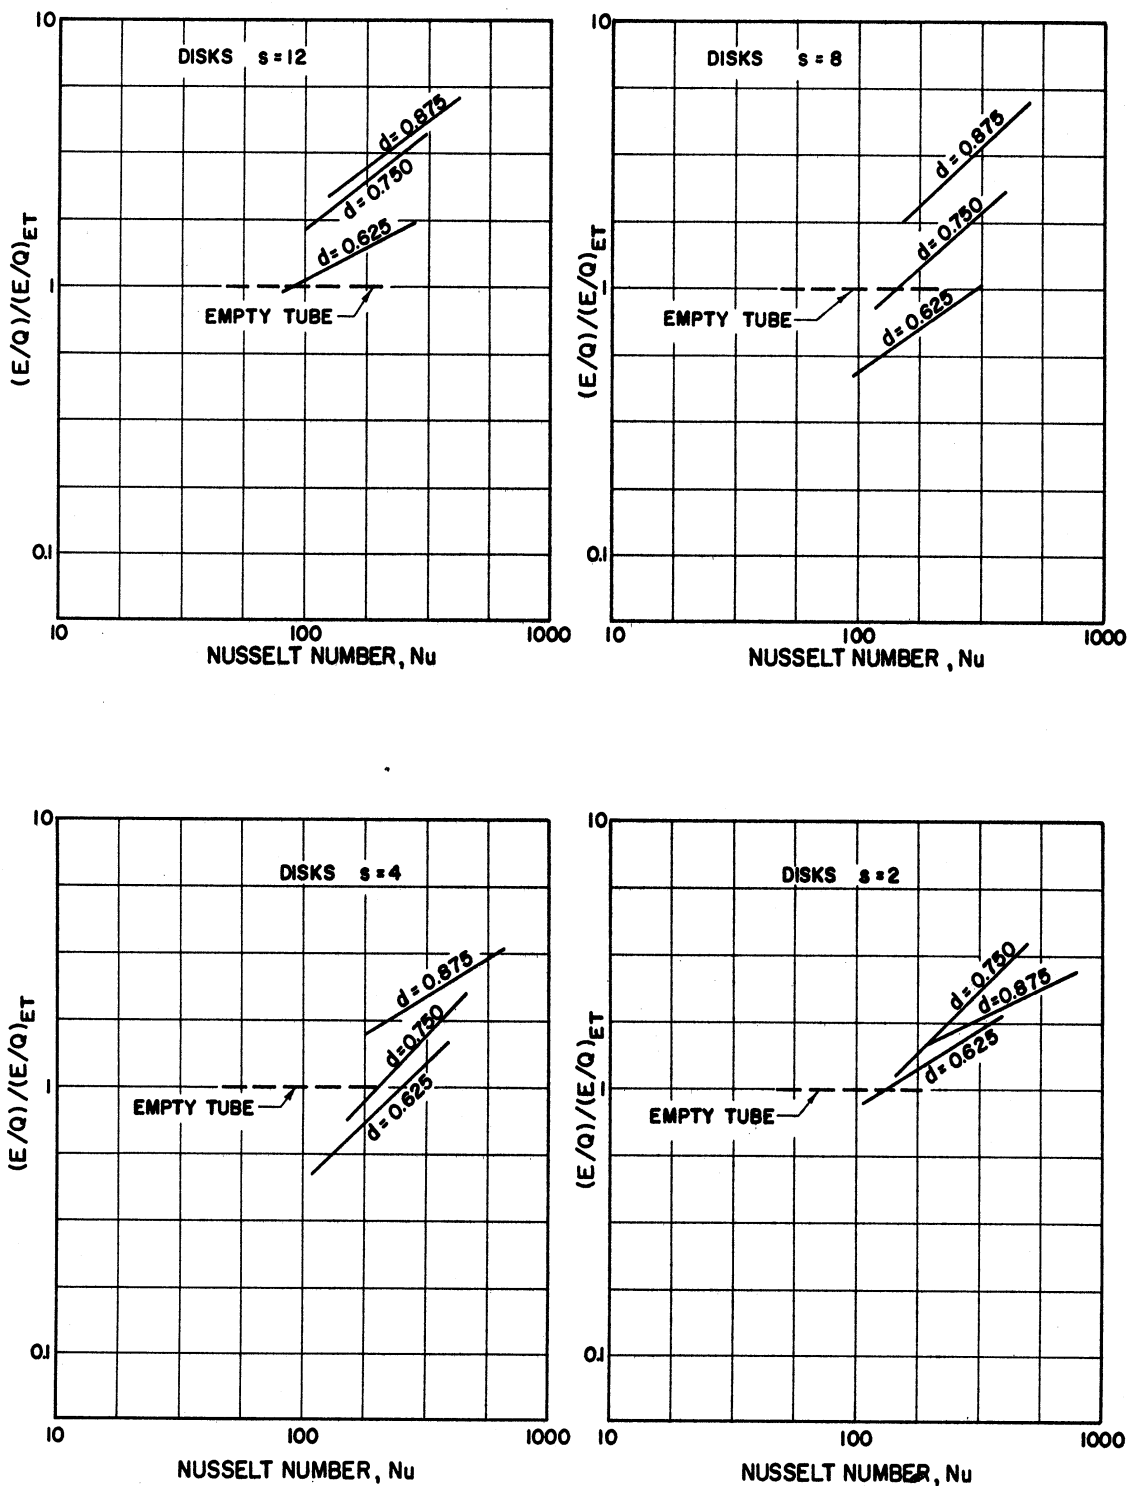 10
DISKS s=12
d=0.875
d=0.750
d=0.625
1
EMPTY TUBE
(E/Q)/(E/Q)ET
0.1
10 100 1000
NUSSELT NUMBER, Nu
10
DISKS s=8
d=0.875
d=0.750
1
EMPTY TUBE
d=0.625
(E/Q)/(E/Q)ET
0.1
10 100 1000
NUSSELT NUMBER, Nu
10
DISKS s=4
d=0.875
d=0.750
1
EMPTY TUBE
d=0.625
(E/Q)/(E/Q)ET
0.1
10 100 1000
NUSSELT NUMBER, Nu
10
DISKS s=2
d=0.750
d=0.875
d=0.625
1
EMPTY TUBE
(E/Q)/(E/Q)ET
0.1
10 100 1000
NUSSELT NUMBER, Nu